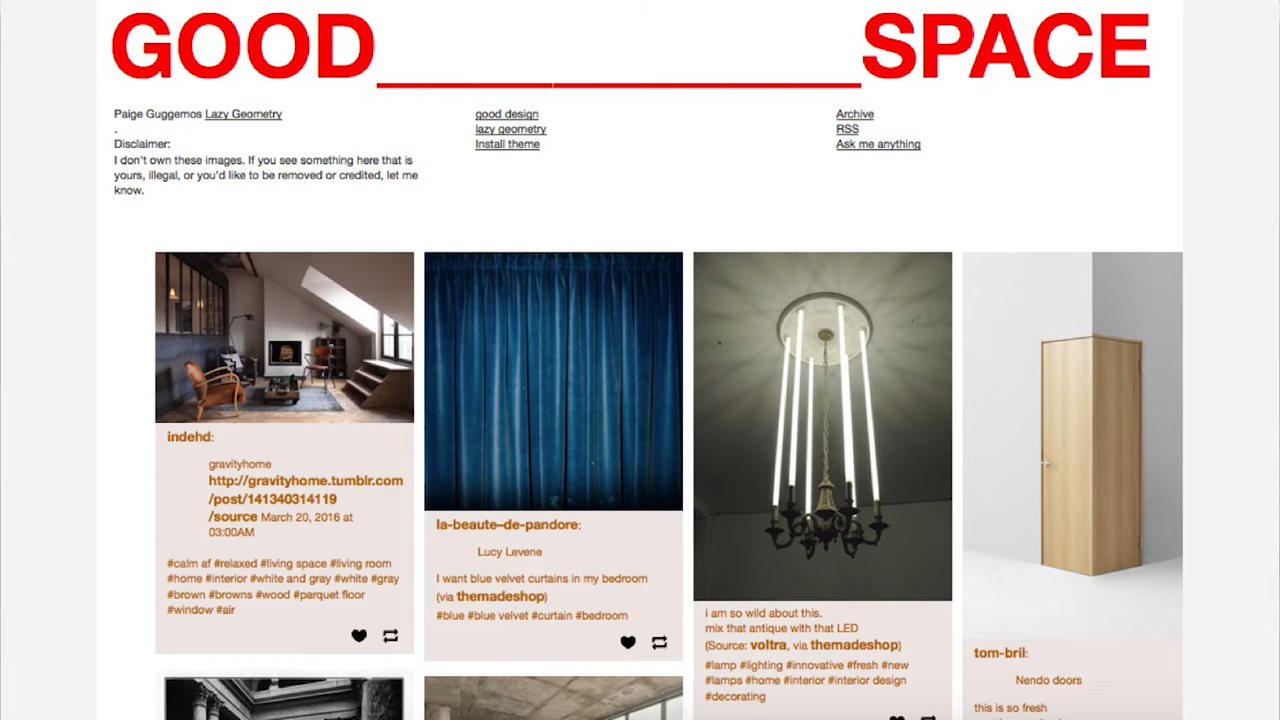 GOOD SPACE
Paige Guggemos Lazy Geometry
.
Disclaimer:
I don't own these images. If you see something here that is
yours, illegal, or you'd like to be removed or credited, let me
know.
good design
lazy geometry
Install theme
Archive
RSS
Ask me anything
indehd:
gravityhome
http://gravityhome.tumblr.com
/post/141340314119
/source March 20, 2016 at
03:00AM
#calm af #relaxed #living space #living room
#home #interior #white and gray #white #gray
#brown #browns #wood #parquet floor
#window #air
la-beaute–de-pandore:
Lucy Levene
I want blue velvet curtains in my bedroom
(via themadeshop)
#blue #blue velvet #curtain #bedroom
i am so wild about this.
mix that antique with that LED
(Source: voltra, via themadeshop)
#lamp #lighting #innovative #fresh #new
#lamps #home #interior #interior design
#decorating
tom-bril:
Nendo doors
this is so fresh